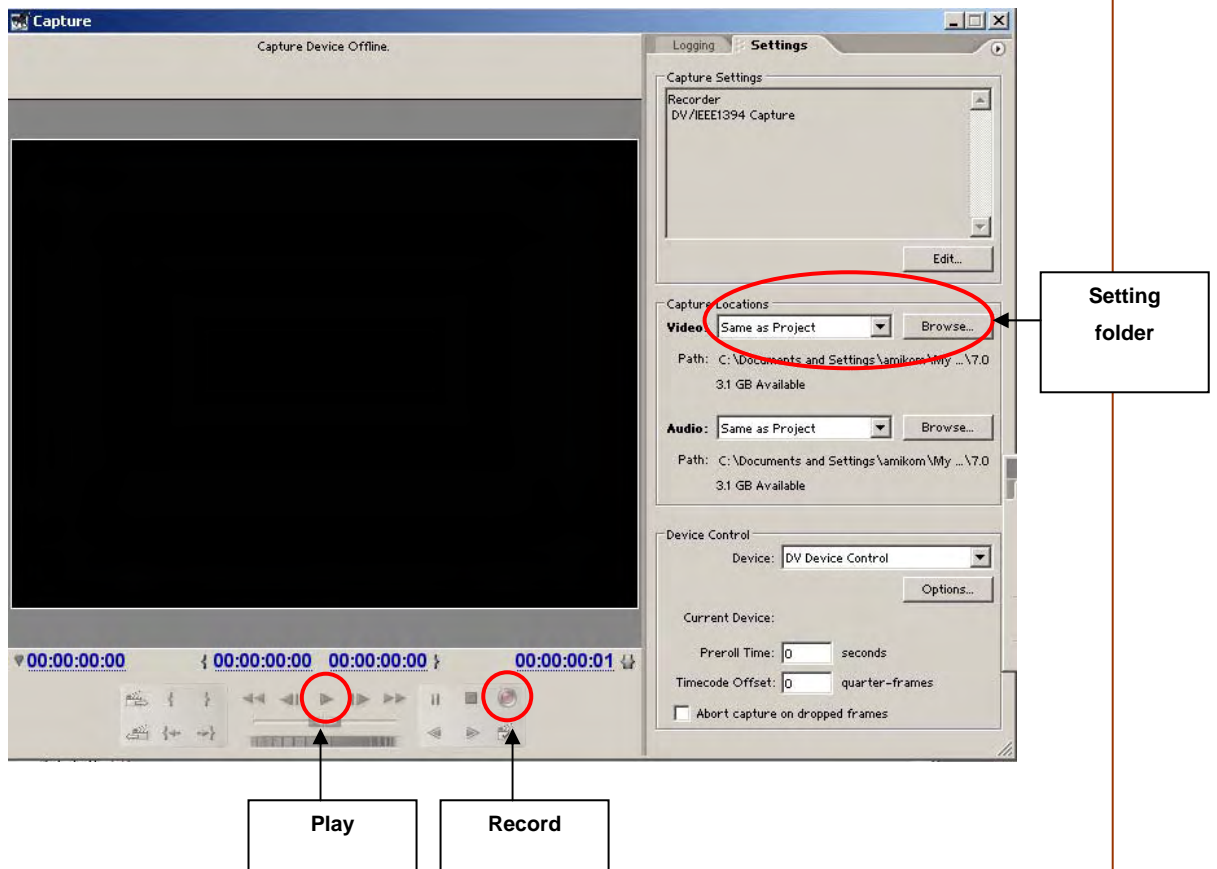 Capture
Capture Device Offline.
Logging Settings
Capture Settings
Recorder
DV/IEEE1394 Capture
Edit...
Capture Locations
Video: Same as Project Browse...
Path: C:\Documents and Settings\amikom\My ...\7.0
3.1 GB Available
Audio: Same as Project Browse...
Path: C:\Documents and Settings\amikom\My ...\7.0
3.1 GB Available
Device Control
Device: DV Device Control
Options...
Current Device:
Preroll Time: 0 seconds
Timecode Offset: 0 quarter-frames
Abort capture on dropped frames
00:00:00:00 { 00:00:00:00 00:00:00:00 } 00:00:00:01 {}
Setting
folder
Play
Record